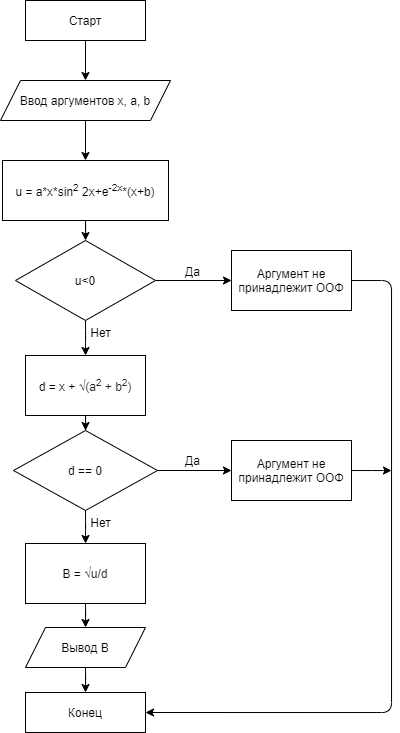 Старт
Ввод аргументов x, a, b
u = a*x*sin² 2x+e⁻²ˣ*(x+b)
u<0
Да
Аргумент не
принадлежит ООФ
Нет
d = x + √(a² + b²)
d == 0
Да
Аргумент не
принадлежит ООФ
Нет
B = √u/d
Вывод B
Конец